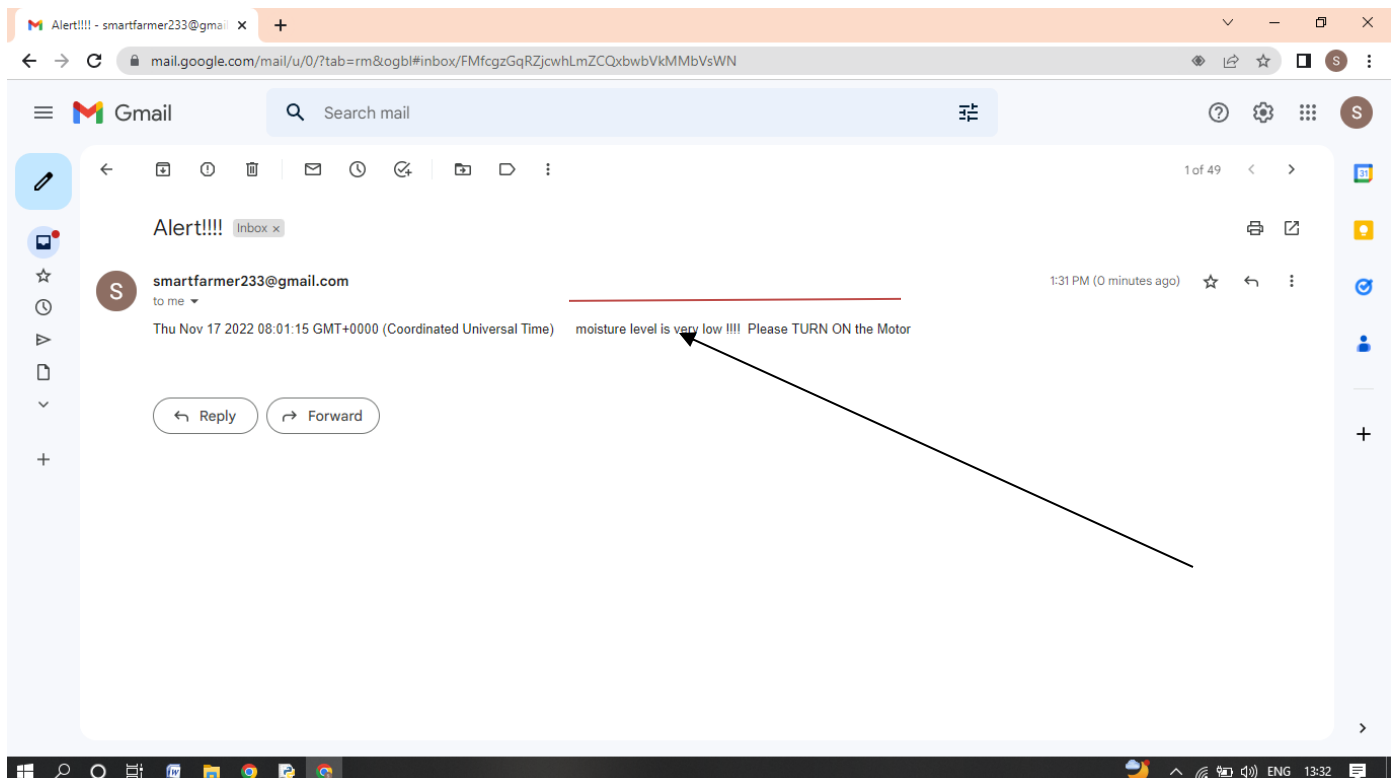 Alert!!!! - smartfarmer233@gmail
mail.google.com/mail/u/0/?tab=rm&ogbl#inbox/FMfcgzGqRZjcwhLmZCQxbwbVkMMbVsWN
S
Gmail
Search mail
S
1 of 49
31
Alert!!!! Inbox ×
S
smartfarmer233@gmail.com
1:31 PM (0 minutes ago)
to me
Thu Nov 17 2022 08:01:15 GMT+0000 (Coordinated Universal Time) moisture level is very low !!!! Please TURN ON the Motor
Reply
Forward
ENG 13:32